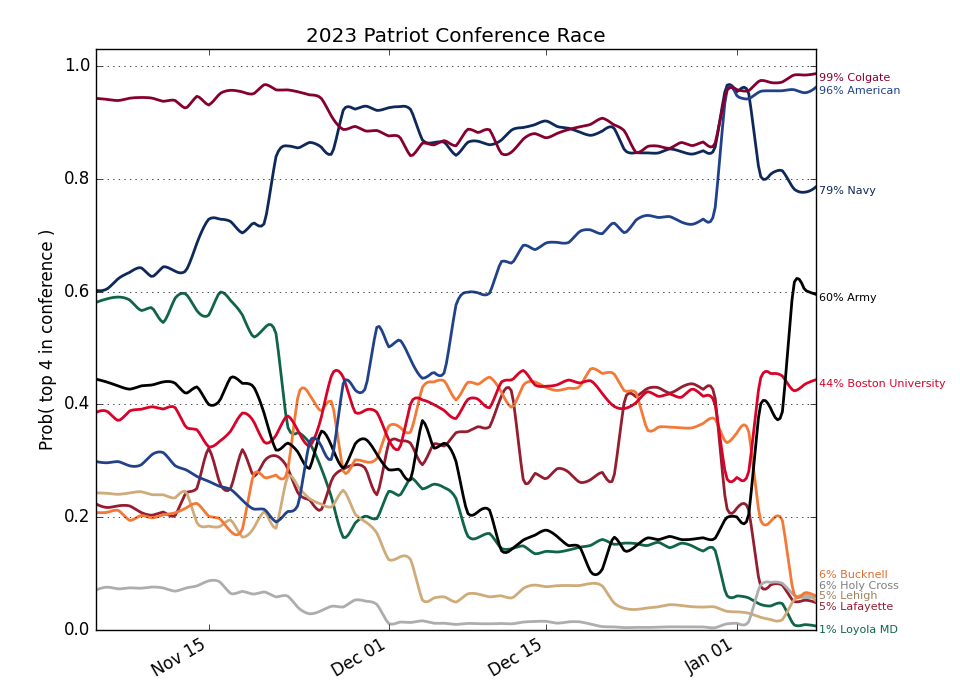 2023 Patriot Conference Race
Prob( top 4 in conference )
1.0
0.8
0.6
0.4
0.2
0.0
Nov 15
Dec 01
Dec 15
Jan 01
99% Colgate
96% American
79% Navy
60% Army
44% Boston University
6% Bucknell
6% Holy Cross
5% Lehigh
5% Lafayette
1% Loyola MD